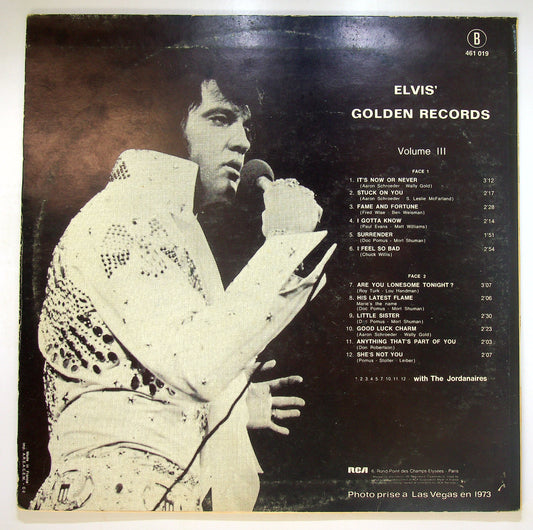 B
461 019
ELVIS'
GOLDEN RECORDS
Volume III
FACE 1
1. IT'S NOW OR NEVER 3'12
(Aaron Schroeder - Wally Gold)
2. STUCK ON YOU 2'17
(Aaron Schroeder - S. Leslie McFarland)
3. FAME AND FORTUNE 2'28
(Fred Wise - Ben Weisman)
4. I GOTTA KNOW 2'14
(Paul Evans - Matt Williams)
5. SURRENDER 1'51
(Doc Pomus - Mort Shuman)
6. I FEEL SO BAD 2'54
(Chuck Willis)
FACE 2
7. ARE YOU LONESOME TONIGHT? 3'07
(Roy Turk - Lou Handman)
8. HIS LATEST FLAME 2'06
Marie's the name
(Doc Pomus - Mort Shuman)
9. LITTLE SISTER 2'30
(Doc Pomus - Mort Shuman)
10. GOOD LUCK CHARM 2'23
(Aaron Schroeder - Wally Gold)
11. ANYTHING THAT'S PART OF YOU 2'03
(Don Robertson)
12. SHE'S NOT YOU 2'07
(Pomus - Stoller - Leiber)
1 2 3 4 5 7 10 11 12 with The Jordanaires
RCA 6, Rond-Point des Champs Elysées - Paris
Photo prise a Las Vegas en 1973